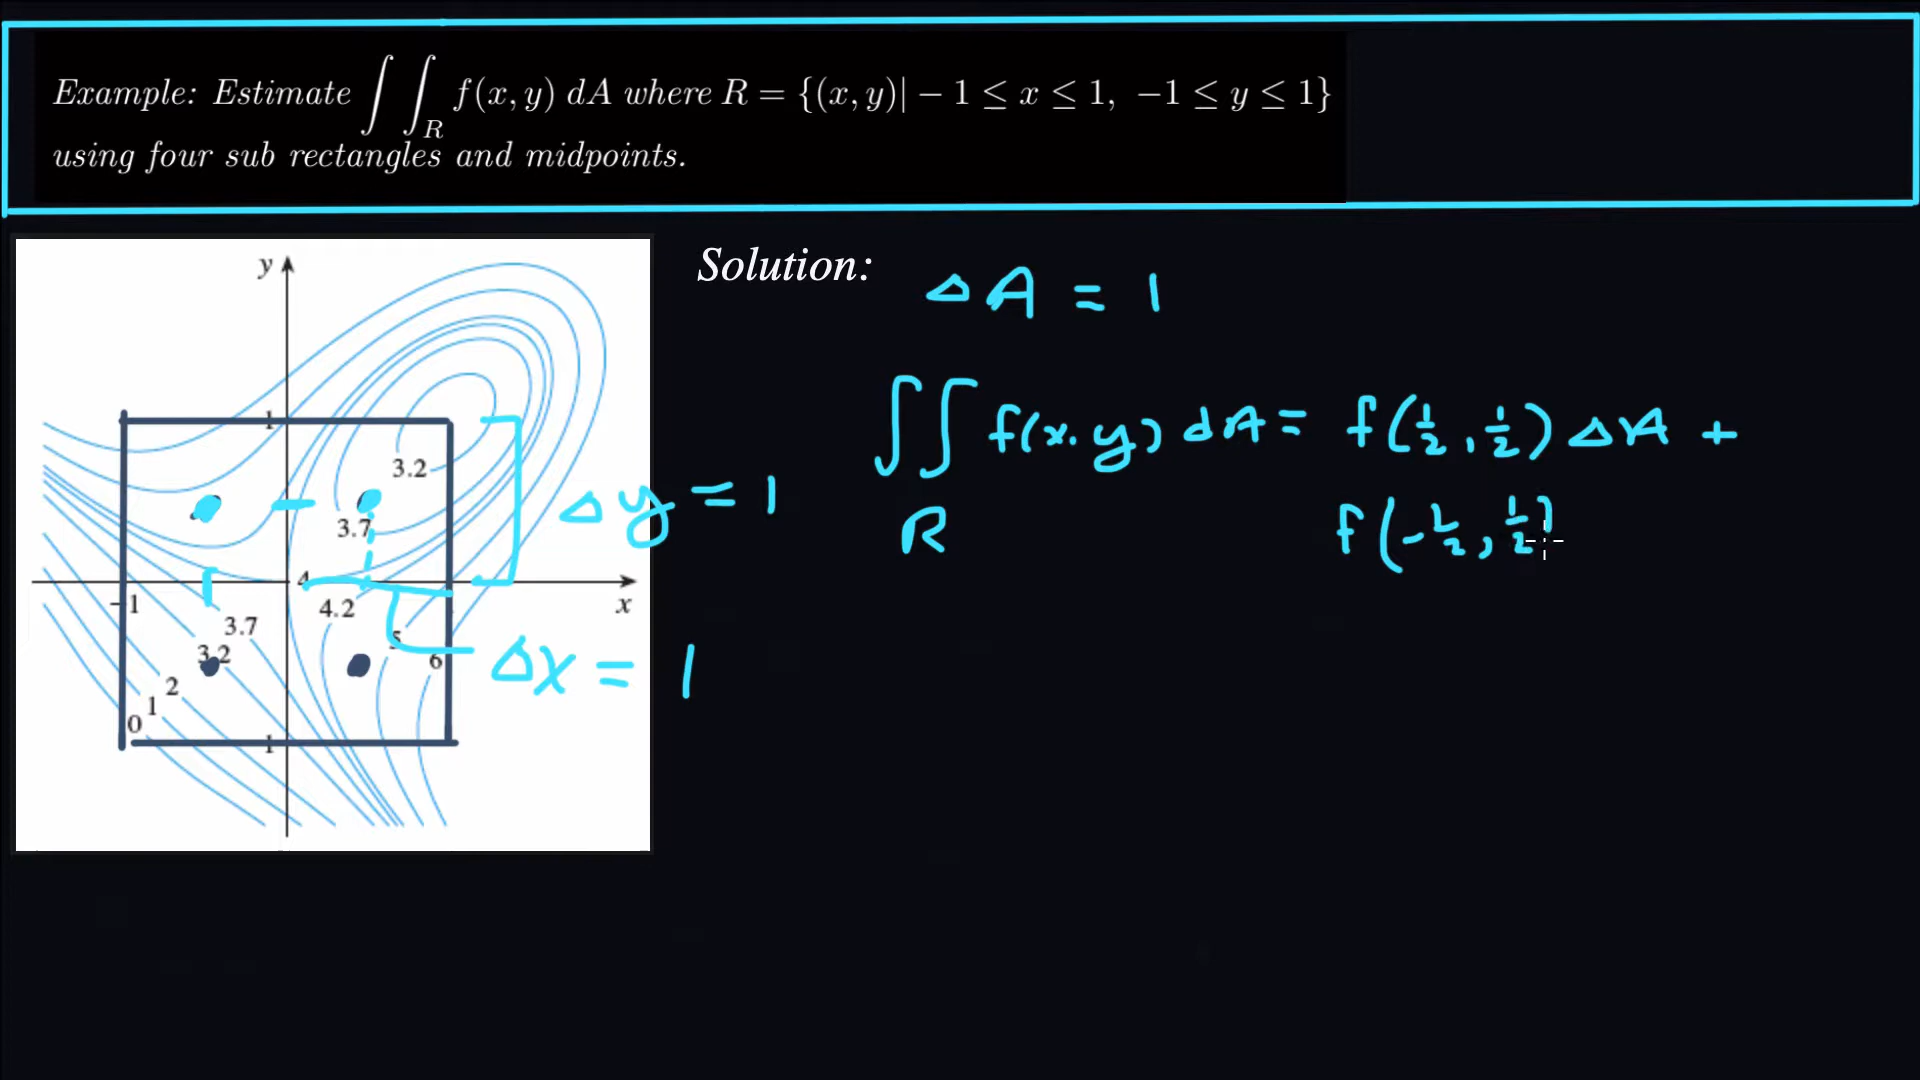 Example: Estimate ∫∫_R f(x, y) dA where R = {(x, y)| − 1 ≤ x ≤ 1, −1 ≤ y ≤ 1}
using four sub rectangles and midpoints.
Solution:
ΔA = 1
∫∫ f(x,y) dA = f(½, ½) ΔA +
R
f(-½, ½)
y
1
3.2
3.7
Δy = 1
4
-1
4.2
x
3.7
5
3.2
6
Δx = 1
2
1
0
-1